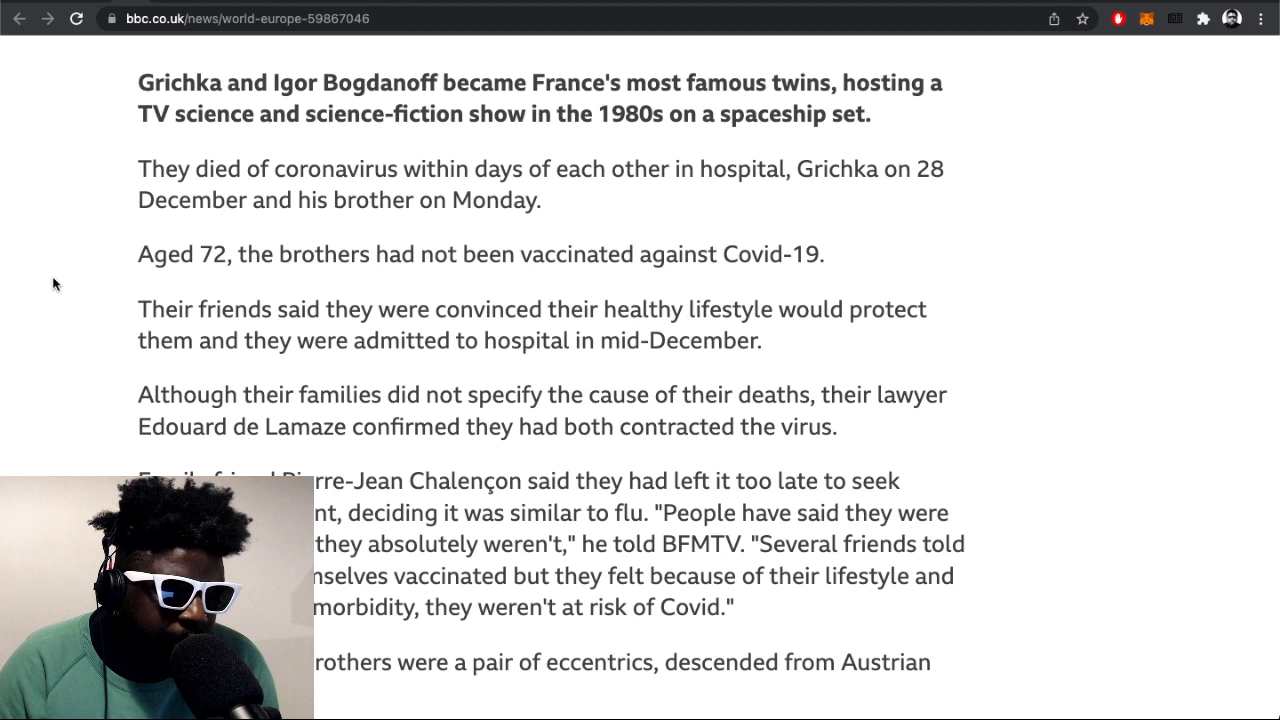 bbc.co.uk/news/world-europe-59867046
Grichka and Igor Bogdanoff became France's most famous twins, hosting a
TV science and science-fiction show in the 1980s on a spaceship set.
They died of coronavirus within days of each other in hospital, Grichka on 28
December and his brother on Monday.
Aged 72, the brothers had not been vaccinated against Covid-19.
Their friends said they were convinced their healthy lifestyle would protect
them and they were admitted to hospital in mid-December.
Although their families did not specify the cause of their deaths, their lawyer
Edouard de Lamaze confirmed they had both contracted the virus.
rre-Jean Chalençon said they had left it too late to seek
nt, deciding it was similar to flu. "People have said they were
they absolutely weren't," he told BFMTV. "Several friends told
mselves vaccinated but they felt because of their lifestyle and
morbidity, they weren't at risk of Covid."
rothers were a pair of eccentrics, descended from Austrian